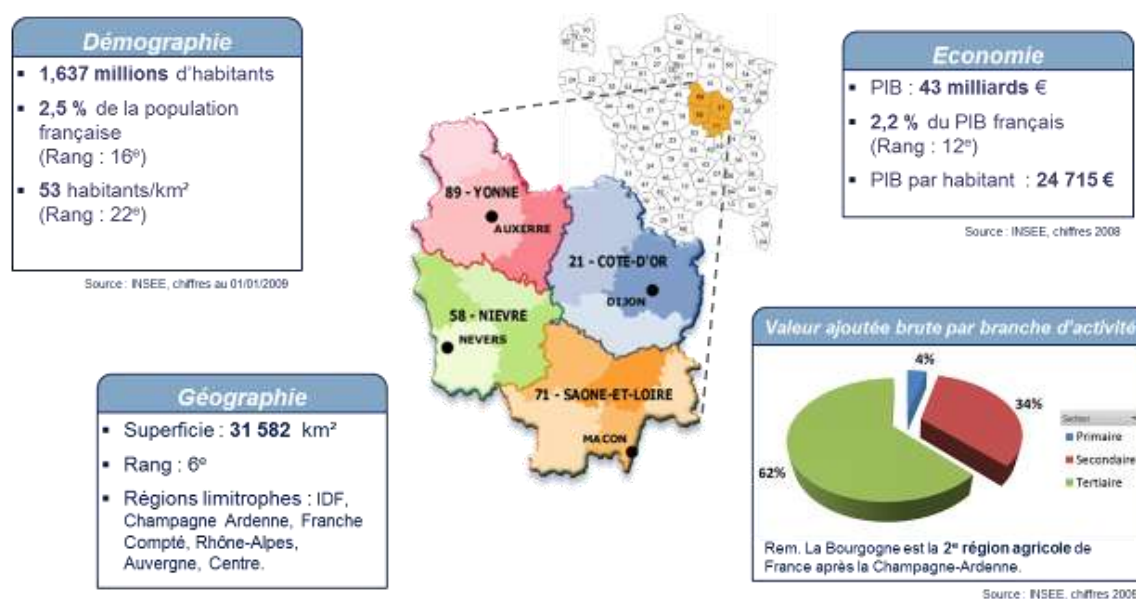 Démographie
▪ 1,637 millions d'habitants
▪ 2,5 % de la population
française
(Rang : 16e)
▪ 53 habitants/km²
(Rang : 22e)
Source : INSEE, chiffres au 01/01/2009
Economie
▪ PIB : 43 milliards €
▪ 2,2 % du PIB français
(Rang : 12e)
▪ PIB par habitant : 24 715 €
Source : INSEE, chiffres 2008
89 - YONNE
AUXERRE
21 - COTE-D'OR
DIJON
58 - NIEVRE
NEVERS
71 - SAONE-ET-LOIRE
MACON
Géographie
▪ Superficie : 31 582 km²
▪ Rang : 6e
▪ Régions limitrophes : IDF,
Champagne Ardenne, Franche
Compté, Rhône-Alpes,
Auvergne, Centre.
Valeur ajoutée brute par branche d'activité
4%
34%
62%
Secteur
Primaire
Secondaire
Tertiaire
Rem. La Bourgogne est la 2e région agricole de
France après la Champagne-Ardenne.
Source : INSEE, chiffres